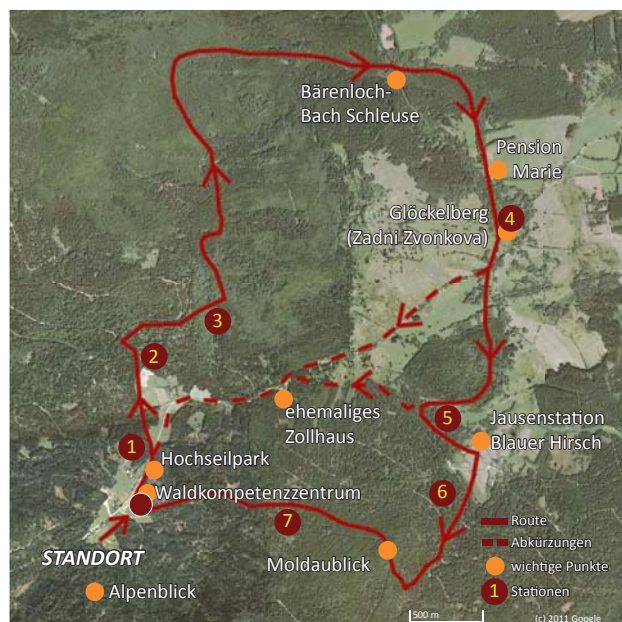 Bärenloch-
Bach Schleuse
Pension
Marie
Glöckelberg
(Zadni Zvonkova)
4
3
2
ehemaliges
Zollhaus
5
Jausenstation
Blauer Hirsch
1
Hochseilpark
Waldkompetenzzentrum
6
7
STANDORT
Moldaublick
Alpenblick
Route
Abkürzungen
wichtige Punkte
1 Stationen
500 m
(c) 2011 Google